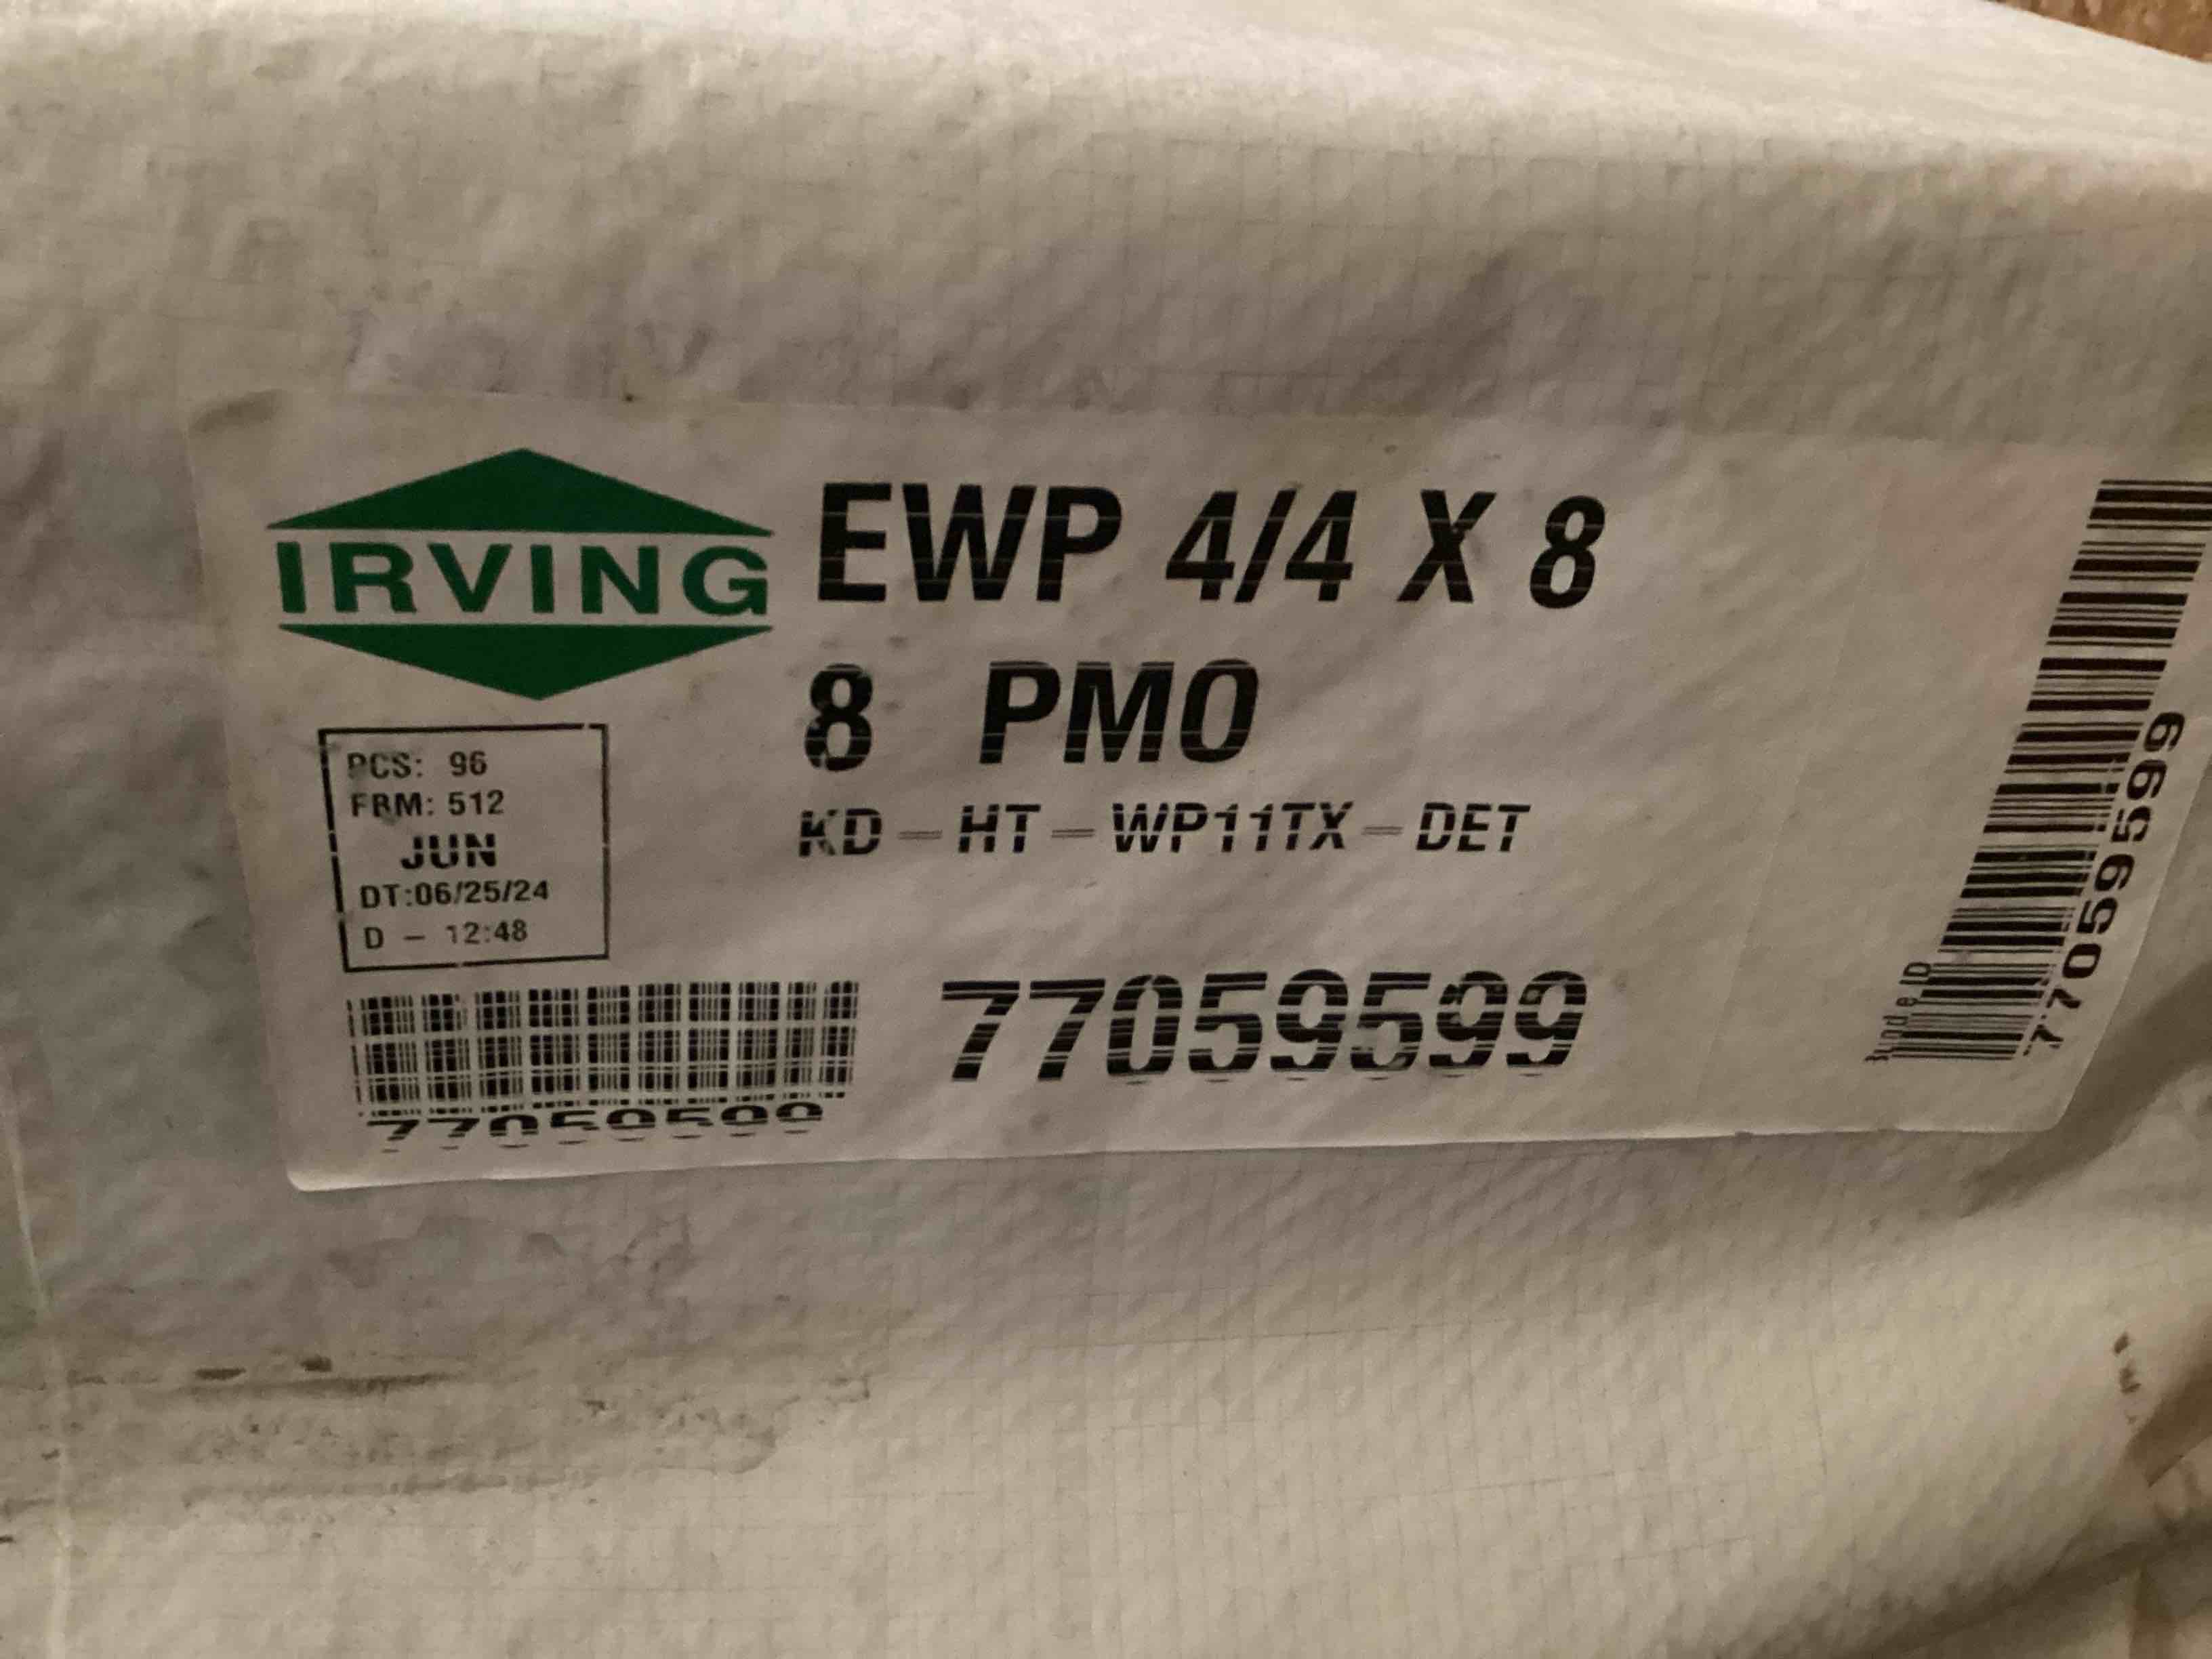 IRVING
EWP 4/4 X 8
8 PMO
KD-HT-WP11TX-DET
PCS: 96
FBM: 512
JUN
DT:06/25/24
D - 12:48
77059599
77059599
Bundle ID
77059599